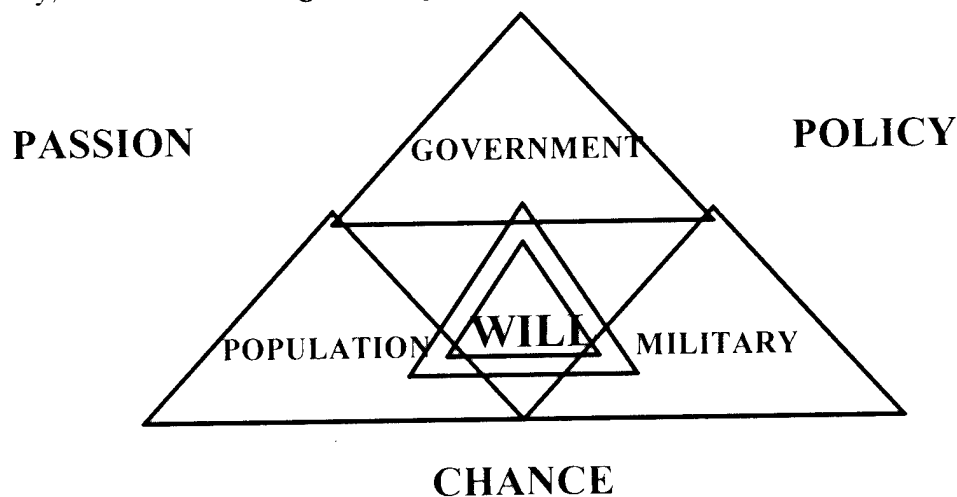 PASSION
POLICY
GOVERNMENT
POPULATION
WILL
MILITARY
CHANCE